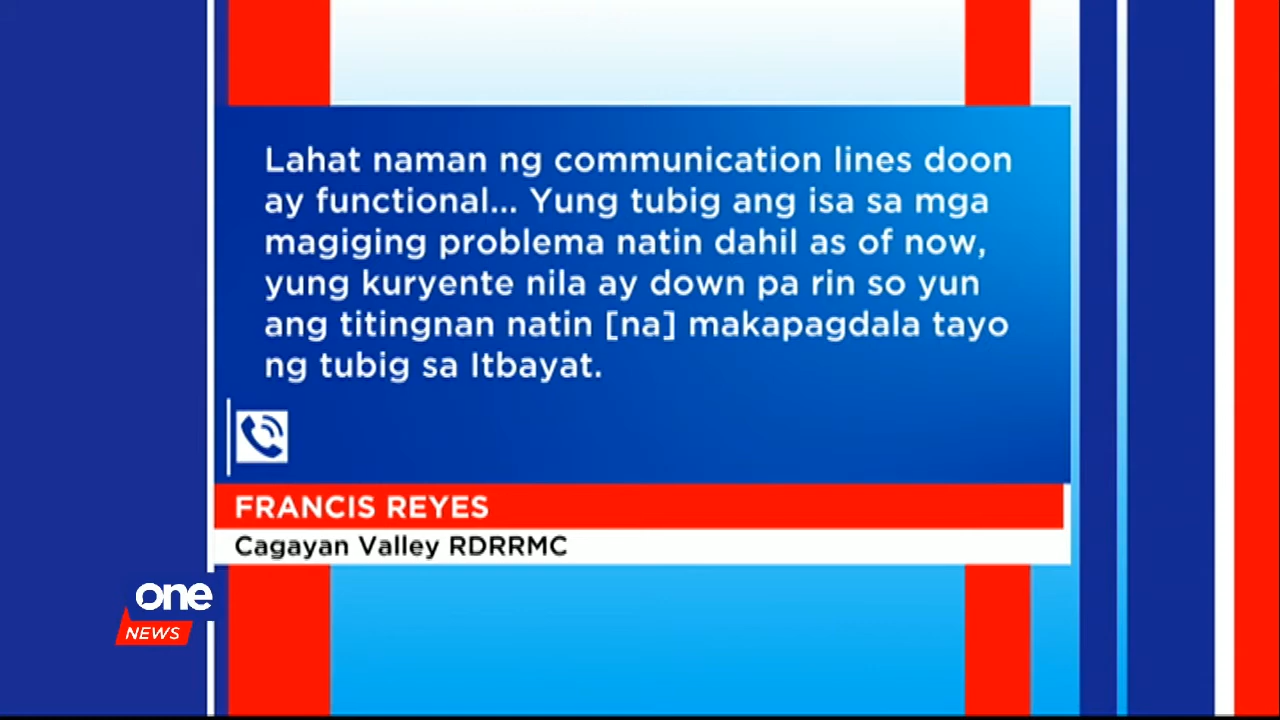 Lahat naman ng communication lines doon
ay functional... Yung tubig ang isa sa mga
magiging problema natin dahil as of now,
yung kuryente nila ay down pa rin so yun
ang titingnan natin [na] makapagdala tayo
ng tubig sa Itbayat.
FRANCIS REYES
Cagayan Valley RDRRMC
one
NEWS